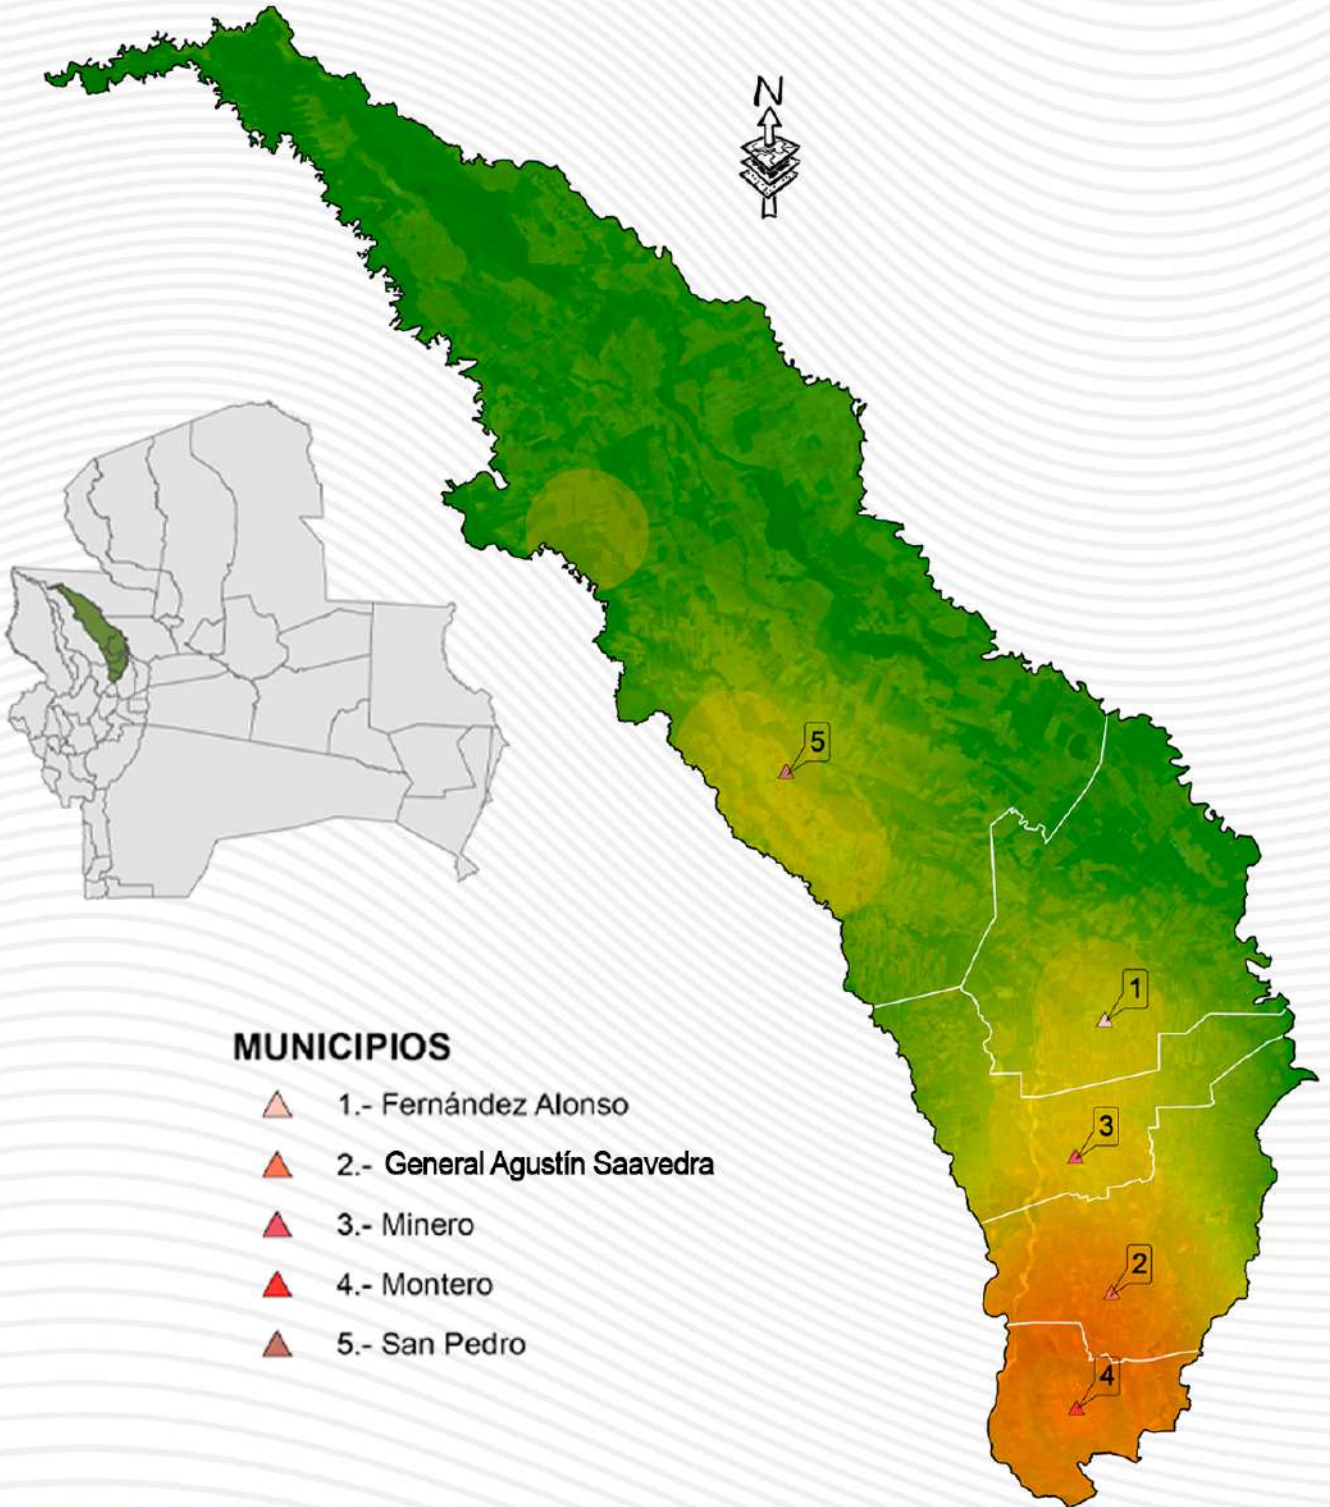 N
5
1
3
2
4
MUNICIPIOS
1.- Fernández Alonso
2.- General Agustín Saavedra
3.- Minero
4.- Montero
5.- San Pedro